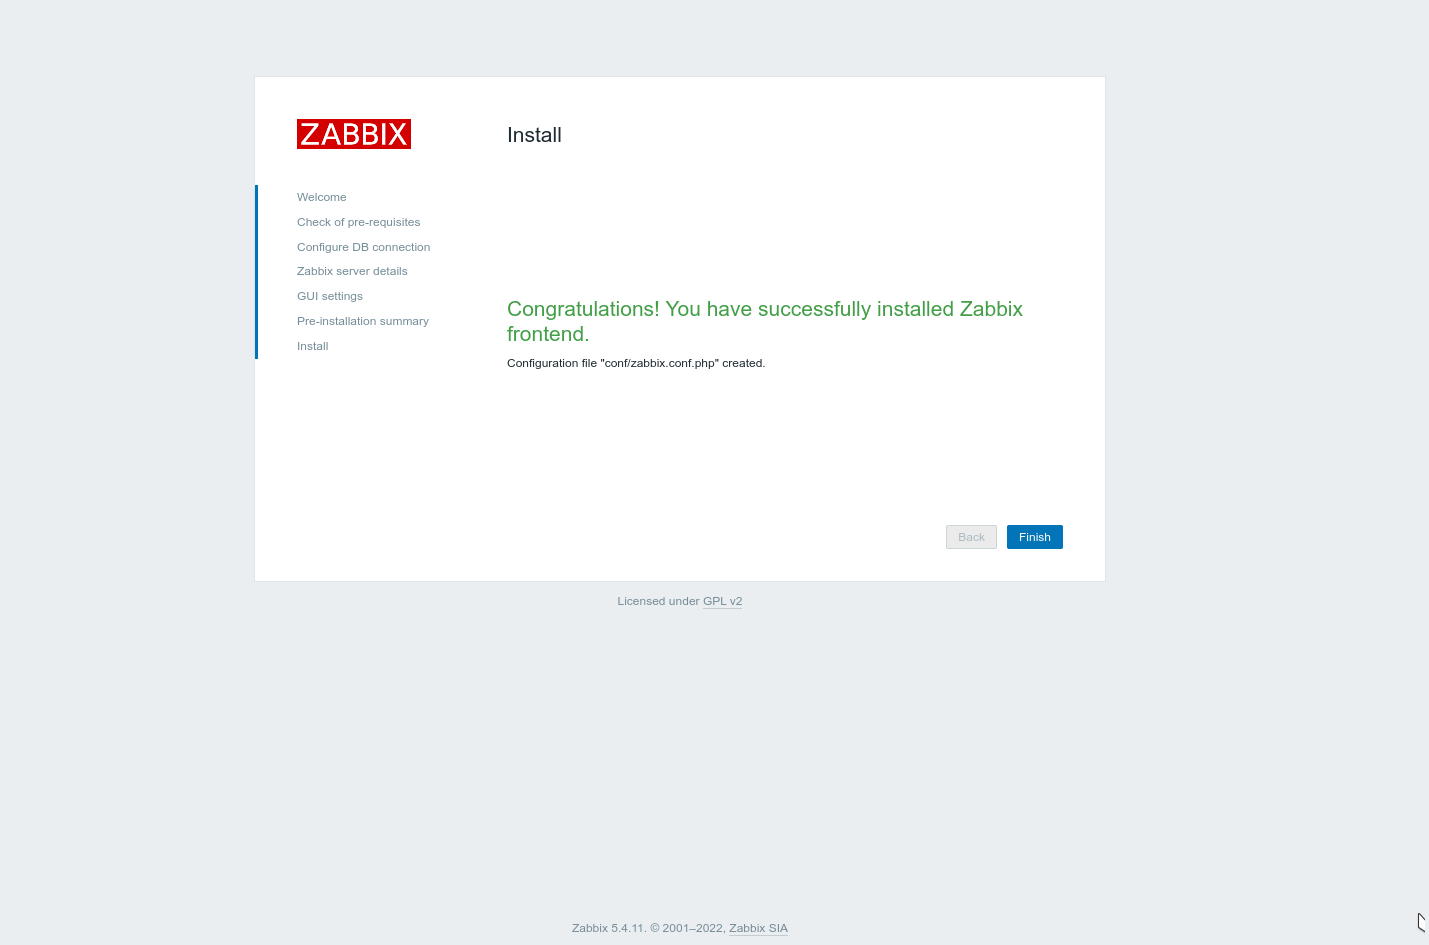 ZABBIX
Install
Welcome
Check of pre-requisites
Configure DB connection
Zabbix server details
GUI settings
Pre-installation summary
Install
Congratulations! You have successfully installed Zabbix
frontend.
Configuration file "conf/zabbix.conf.php" created.
Back
Finish
Licensed under GPL v2
Zabbix 5.4.11. © 2001–2022, Zabbix SIA